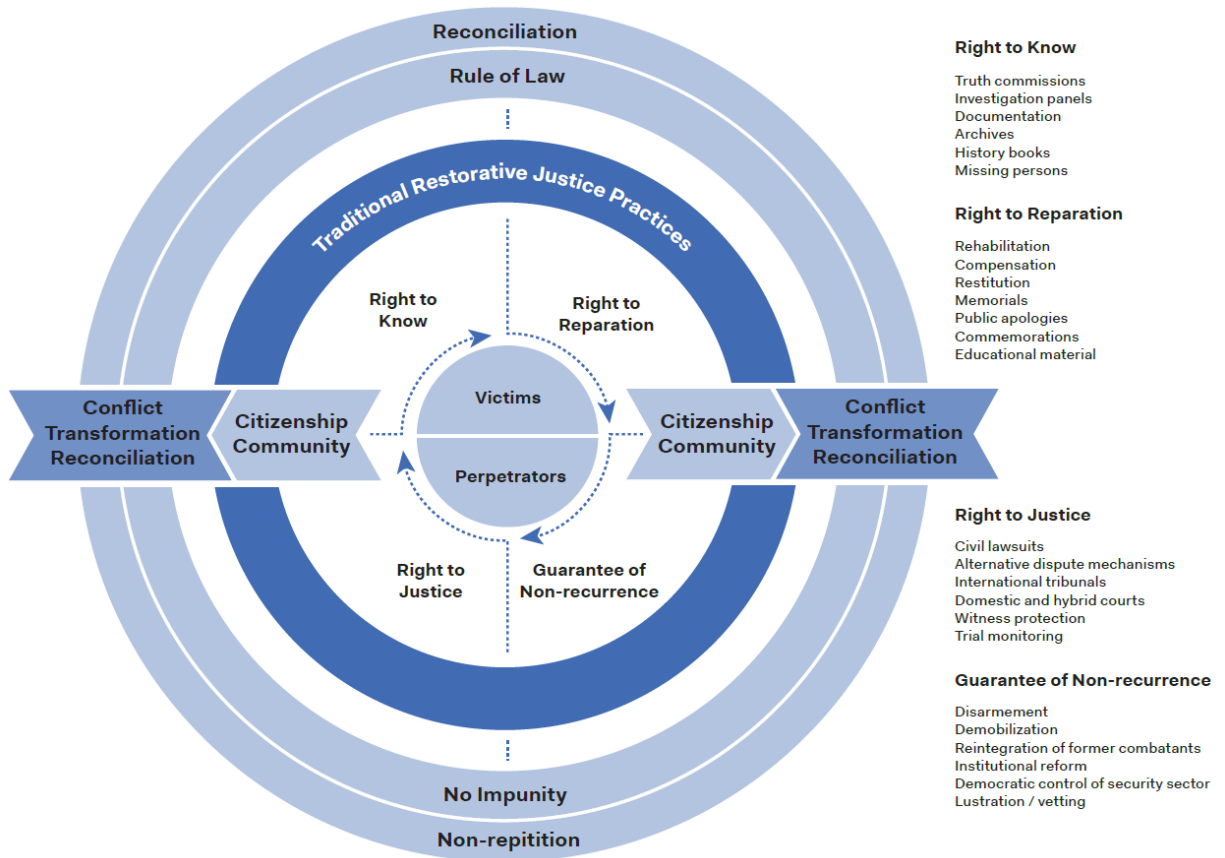 Reconciliation
Rule of Law
Traditional Restorative Justice Practices
Right to
Know
Right to
Reparation
Victims
Perpetrators
Conflict
Transformation
Reconciliation
Citizenship
Community
Citizenship
Community
Conflict
Transformation
Reconciliation
Right to
Justice
Guarantee of
Non-recurrence
No Impunity
Non-repitition
Right to Know
Truth commissions
Investigation panels
Documentation
Archives
History books
Missing persons
Right to Reparation
Rehabilitation
Compensation
Restitution
Memorials
Public apologies
Commemorations
Educational material
Right to Justice
Civil lawsuits
Alternative dispute mechanisms
International tribunals
Domestic and hybrid courts
Witness protection
Trial monitoring
Guarantee of Non-recurrence
Disarmement
Demobilization
Reintegration of former combatants
Institutional reform
Democratic control of security sector
Lustration / vetting